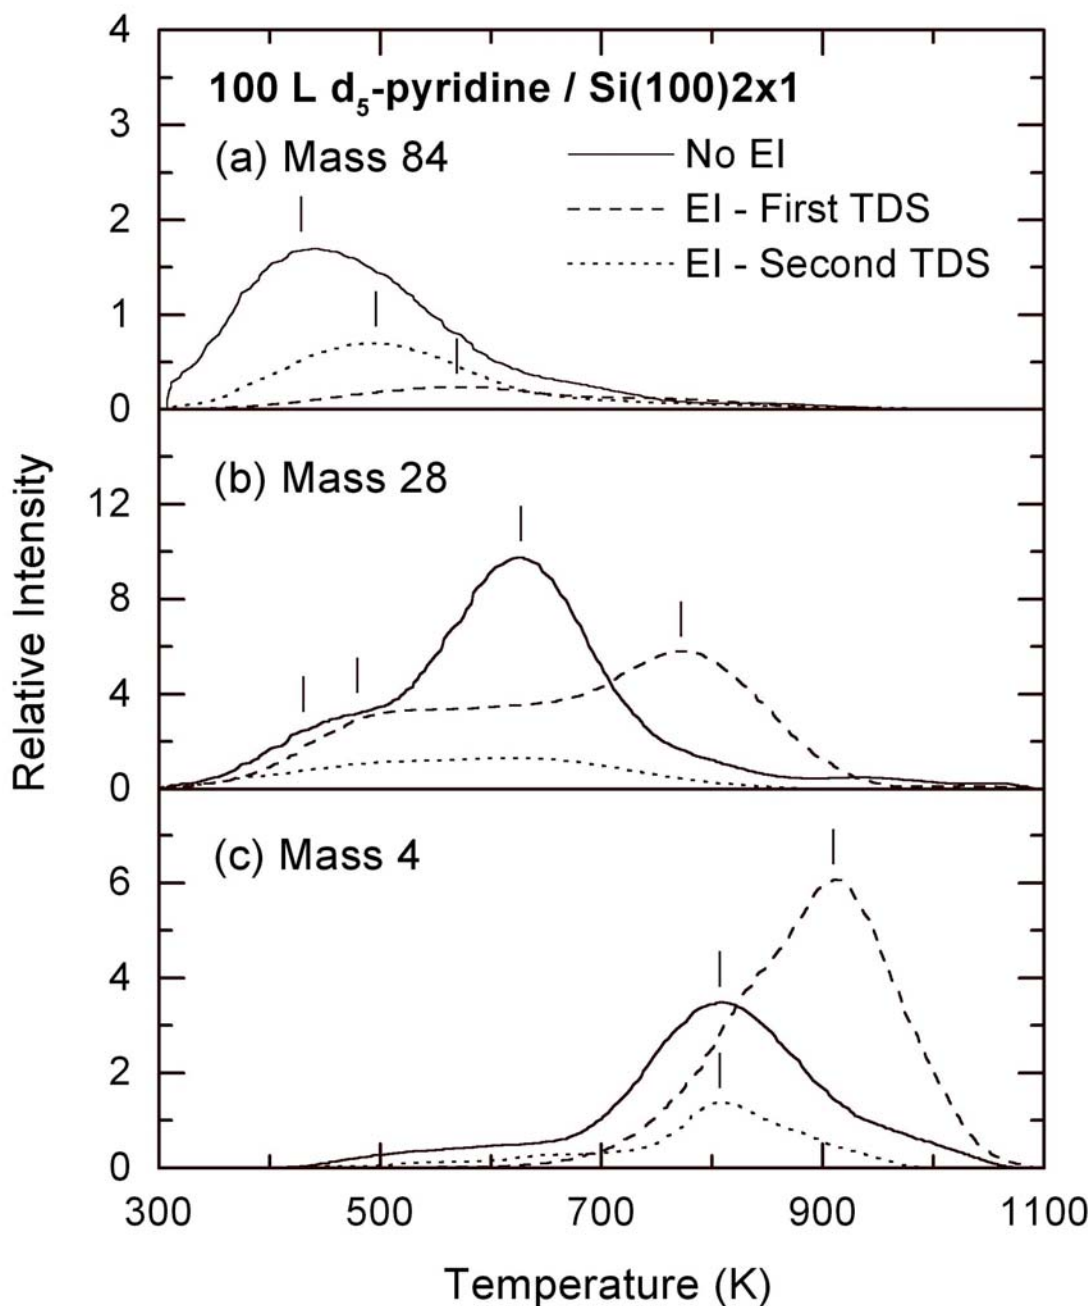 100 L d₅-pyridine / Si(100)2x1
(a) Mass 84
No EI
EI - First TDS
EI - Second TDS
4
3
2
1
0
(b) Mass 28
12
8
4
0
(c) Mass 4
6
4
2
0
300 500 700 900 1100
Relative Intensity
Temperature (K)